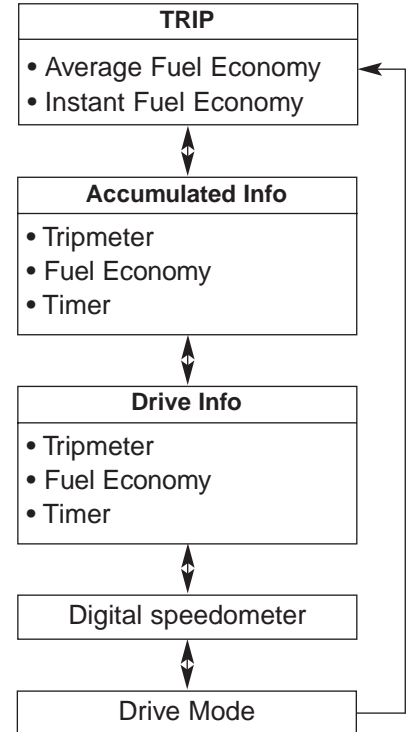 TRIP
• Average Fuel Economy
• Instant Fuel Economy
Accumulated Info
• Tripmeter
• Fuel Economy
• Timer
Drive Info
• Tripmeter
• Fuel Economy
• Timer
Digital speedometer
Drive Mode